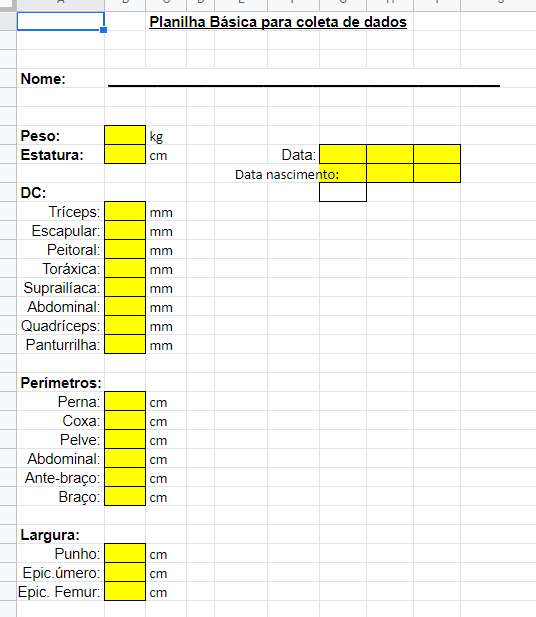 Planilha Básica para coleta de dados
Nome:
Peso: kg
Estatura: cm Data:
Data nascimento:
DC:
Tríceps: mm
Escapular: mm
Peitoral: mm
Toráxica: mm
Suprailíaca: mm
Abdominal: mm
Quadríceps: mm
Panturrilha: mm
Perímetros:
Perna: cm
Coxa: cm
Pelve: cm
Abdominal: cm
Ante-braço: cm
Braço: cm
Largura:
Punho: cm
Epic.úmero: cm
Epic. Femur: cm